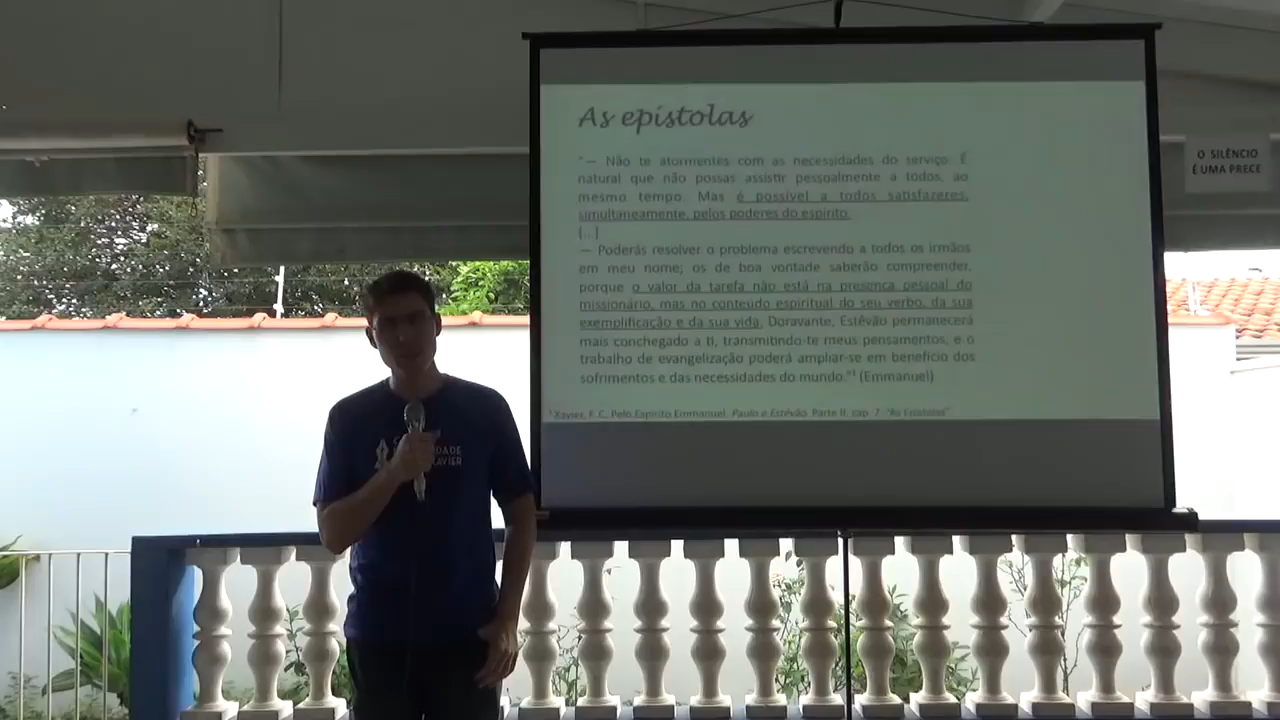 As epístolas
"— Não te atormentes com as necessidades do serviço. É
natural que não possas assistir pessoalmente a todos, ao
mesmo tempo. Mas é possível a todos satisfazeres,
simultaneamente, pelos poderes do espírito.
[...]
— Poderás resolver o problema escrevendo a todos os irmãos
em meu nome; os de boa vontade saberão compreender,
porque o valor da tarefa não está na presença pessoal do
missionário, mas no conteúdo espiritual do seu verbo, da sua
exemplificação e da sua vida. Doravante, Estêvão permanecerá
mais conchegado a ti, transmitindo-te meus pensamentos, e o
trabalho de evangelização poderá ampliar-se em benefício dos
sofrimentos e das necessidades do mundo."¹ (Emmanuel)
¹ Xavier, F. C. Pelo Espírito Emmanuel. Paulo e Estêvão. Parte II, cap. 7. "As Epístolas"
O SILÊNCIO
É UMA PRECE
DADE
AVIER